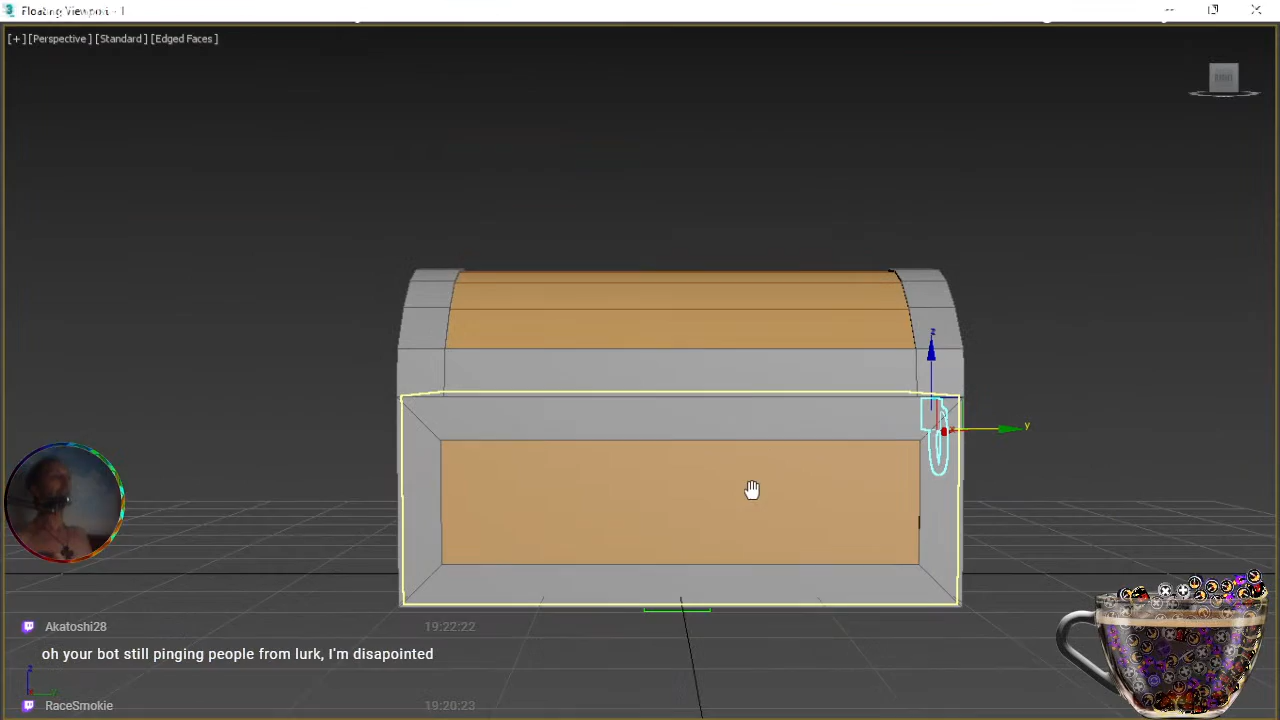 Floating Viewport - 1
[+] [Perspective] [Standard] [Edged Faces]
z
y
Akatoshi28 19:22:22
oh your bot still pinging people from lurk, I'm disapointed
z
RaceSmokie 19:20:23